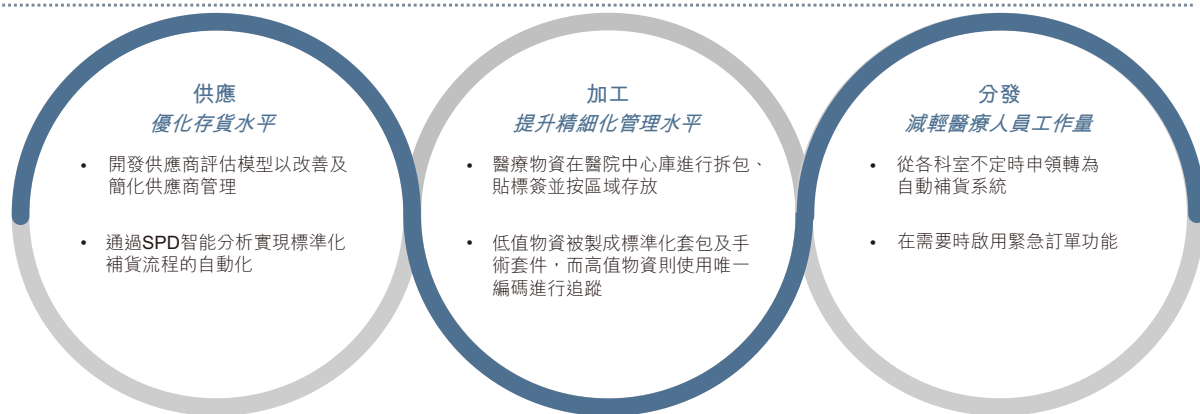 供應
優化存貨水平
• 開發供應商評估模型以改善及
簡化供應商管理
• 通過SPD智能分析實現標準化
補貨流程的自動化
加工
提升精細化管理水平
• 醫療物資在醫院中心庫進行拆包、
貼標簽並按區域存放
• 低值物資被製成標準化套包及手
術套件，而高值物資則使用唯一
編碼進行追蹤
分發
減輕醫療人員工作量
• 從各科室不定時申領轉為
自動補貨系統
• 在需要時啟用緊急訂單功能